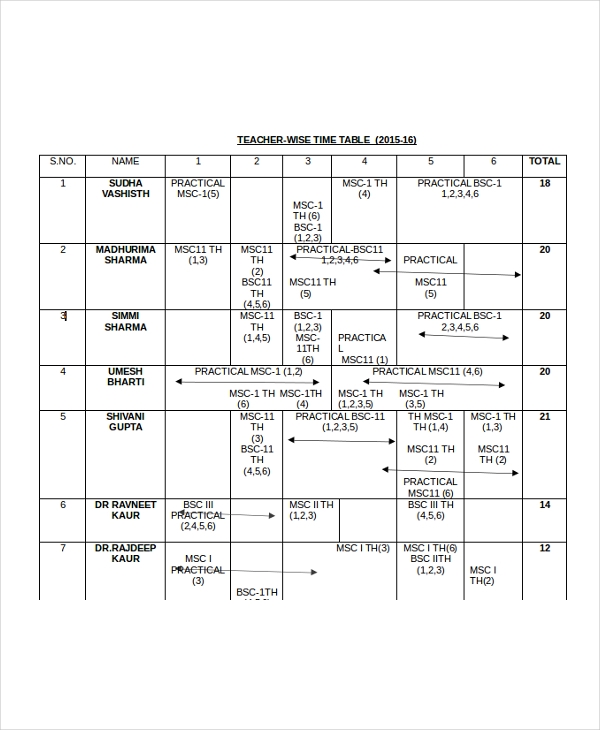 TEACHER-WISE TIME TABLE (2015-16)
S.NO. NAME 1 2 3 4 5 6 TOTAL
1 SUDHA PRACTICAL MSC-1 TH PRACTICAL BSC-1 18
VASHISTH MSC-1(5) (4) 1,2,3,4,6
MSC-1
TH (6)
BSC-1
(1,2,3)
2 MADHURIMA MSC11 TH MSC11 PRACTICAL-BSC11 20
SHARMA (1,3) TH 1,2,3,4,6 PRACTICAL
(2)
BSC11 MSC11 TH MSC11
TH (5) (5)
(4,5,6)
3 SIMMI MSC-11 BSC-1 PRACTICAL BSC-1 20
SHARMA TH (1,2,3) 2,3,4,5,6
(1,4,5) MSC- PRACTICA
11TH L
(6) MSC11 (1)
4 UMESH PRACTICAL MSC-1 (1,2) PRACTICAL MSC11 (4,6) 20
BHARTI
MSC-1 TH MSC-1TH MSC-1 TH MSC-1 TH
(6) (4) (1,2,3,5) (3,5)
5 SHIVANI MSC-11 PRACTICAL BSC-11 TH MSC-1 MSC-1 TH 21
GUPTA TH (1,2,3,5) TH (1,4) (1,3)
(3)
BSC-11 MSC11 TH MSC11
TH (2) TH (2)
(4,5,6)
PRACTICAL
MSC11 (6)
6 DR RAVNEET BSC III MSC II TH BSC III TH 14
KAUR PRACTICAL (1,2,3) (4,5,6)
(2,4,5,6)
7 DR.RAJDEEP MSC I TH(3) MSC I TH(6) 12
KAUR MSC I BSC IITH
PRACTICAL (1,2,3) MSC I
(3) TH(2)
BSC-1TH